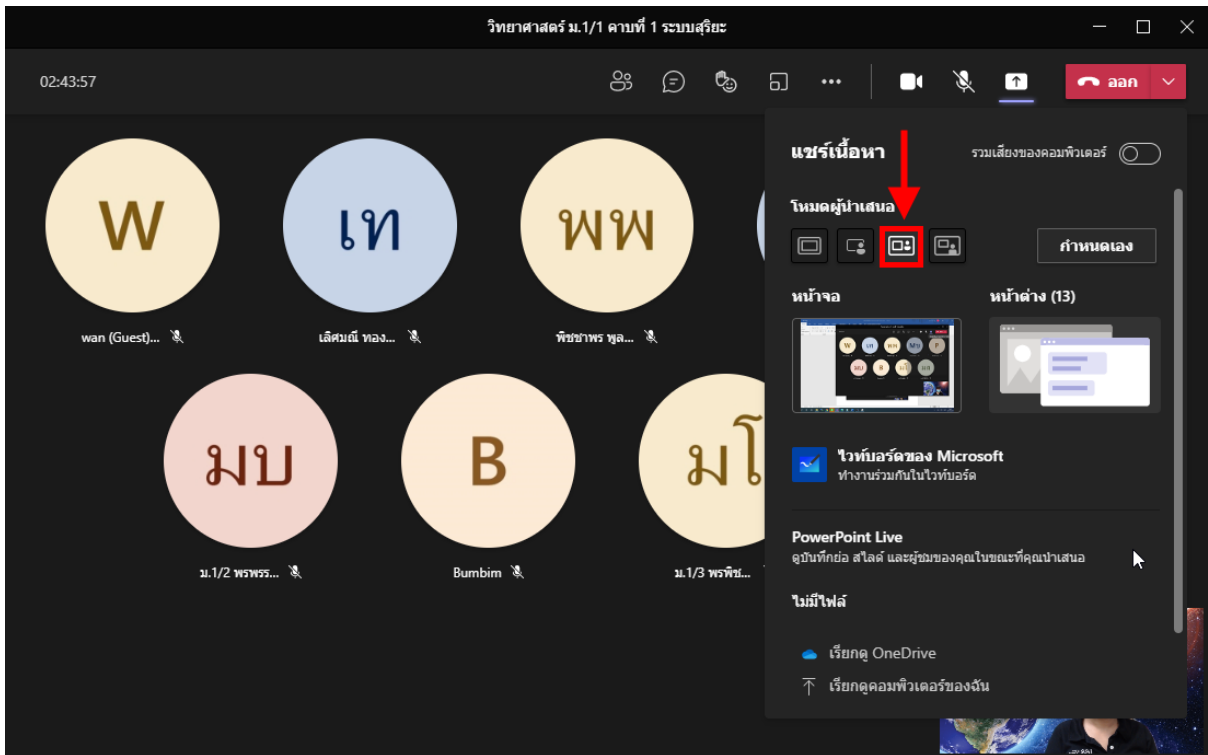 วิทยาศาสตร์ ม.1/1 คาบที่ 1 ระบบสุริยะ
02:43:57
ออก
แชร์เนื้อหา
รวมเสียงของคอมพิวเตอร์
โหมดผู้นำเสนอ
กำหนดเอง
หน้าจอ
หน้าต่าง (13)
W
เท
พพ
wan (Guest)...
เลิศมณี ทอง...
พิชชาพร พูล...
ไวท์บอร์ดของ Microsoft
ทำงานร่วมกันในไวท์บอร์ด
มบ
B
มโ
PowerPoint Live
ดูบันทึกย่อ สไลด์ และผู้ชมของคุณในขณะที่คุณนำเสนอ
ม.1/2 พรพรร...
Bumbim
ม.1/3 พรพิช...
ไม่มีไฟล์
เรียกดู OneDrive
เรียกดูคอมพิวเตอร์ของฉัน